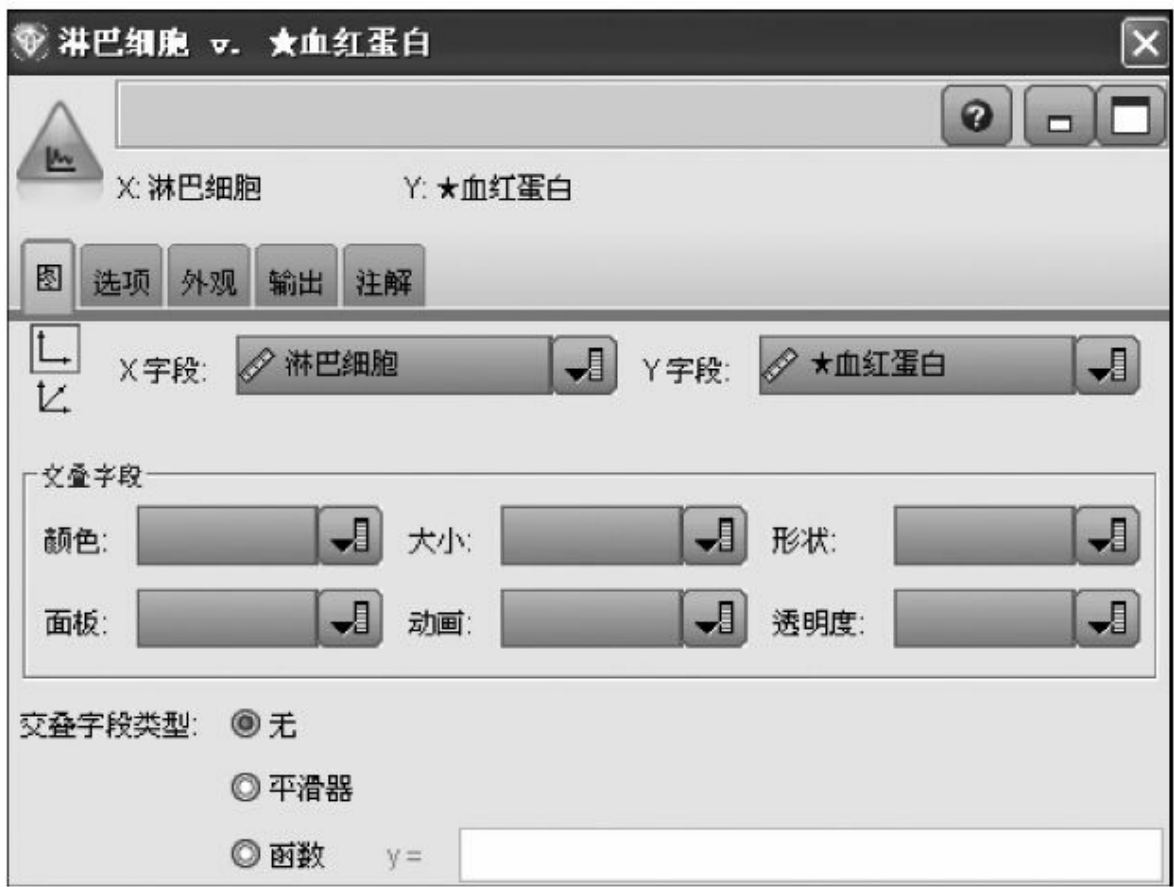 淋巴细胞 v. ★血红蛋白
X: 淋巴细胞 Y: ★血红蛋白
图 选项 外观 输出 注解
X 字段: 淋巴细胞 Y 字段: ★血红蛋白
交叠字段
颜色: 大小: 形状:
面板: 动画: 透明度:
交叠字段类型: 无
平滑器
函数 y =